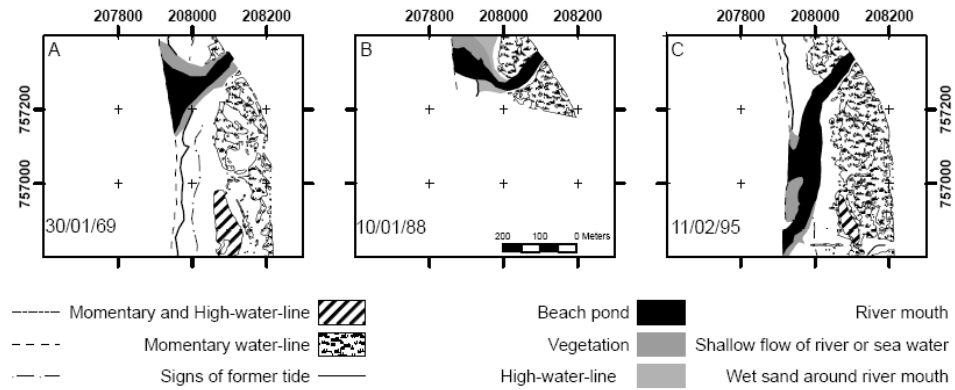 207800 208000 208200 207800 208000 208200 207800 208000 208200
A B C
757200 757200
757000 757000
30/01/69 10/01/88 11/02/95
200 100 0 Meters
Momentary and High-water-line Beach pond River mouth
Momentary water-line Vegetation Shallow flow of river or sea water
Signs of former tide High-water-line Wet sand around river mouth